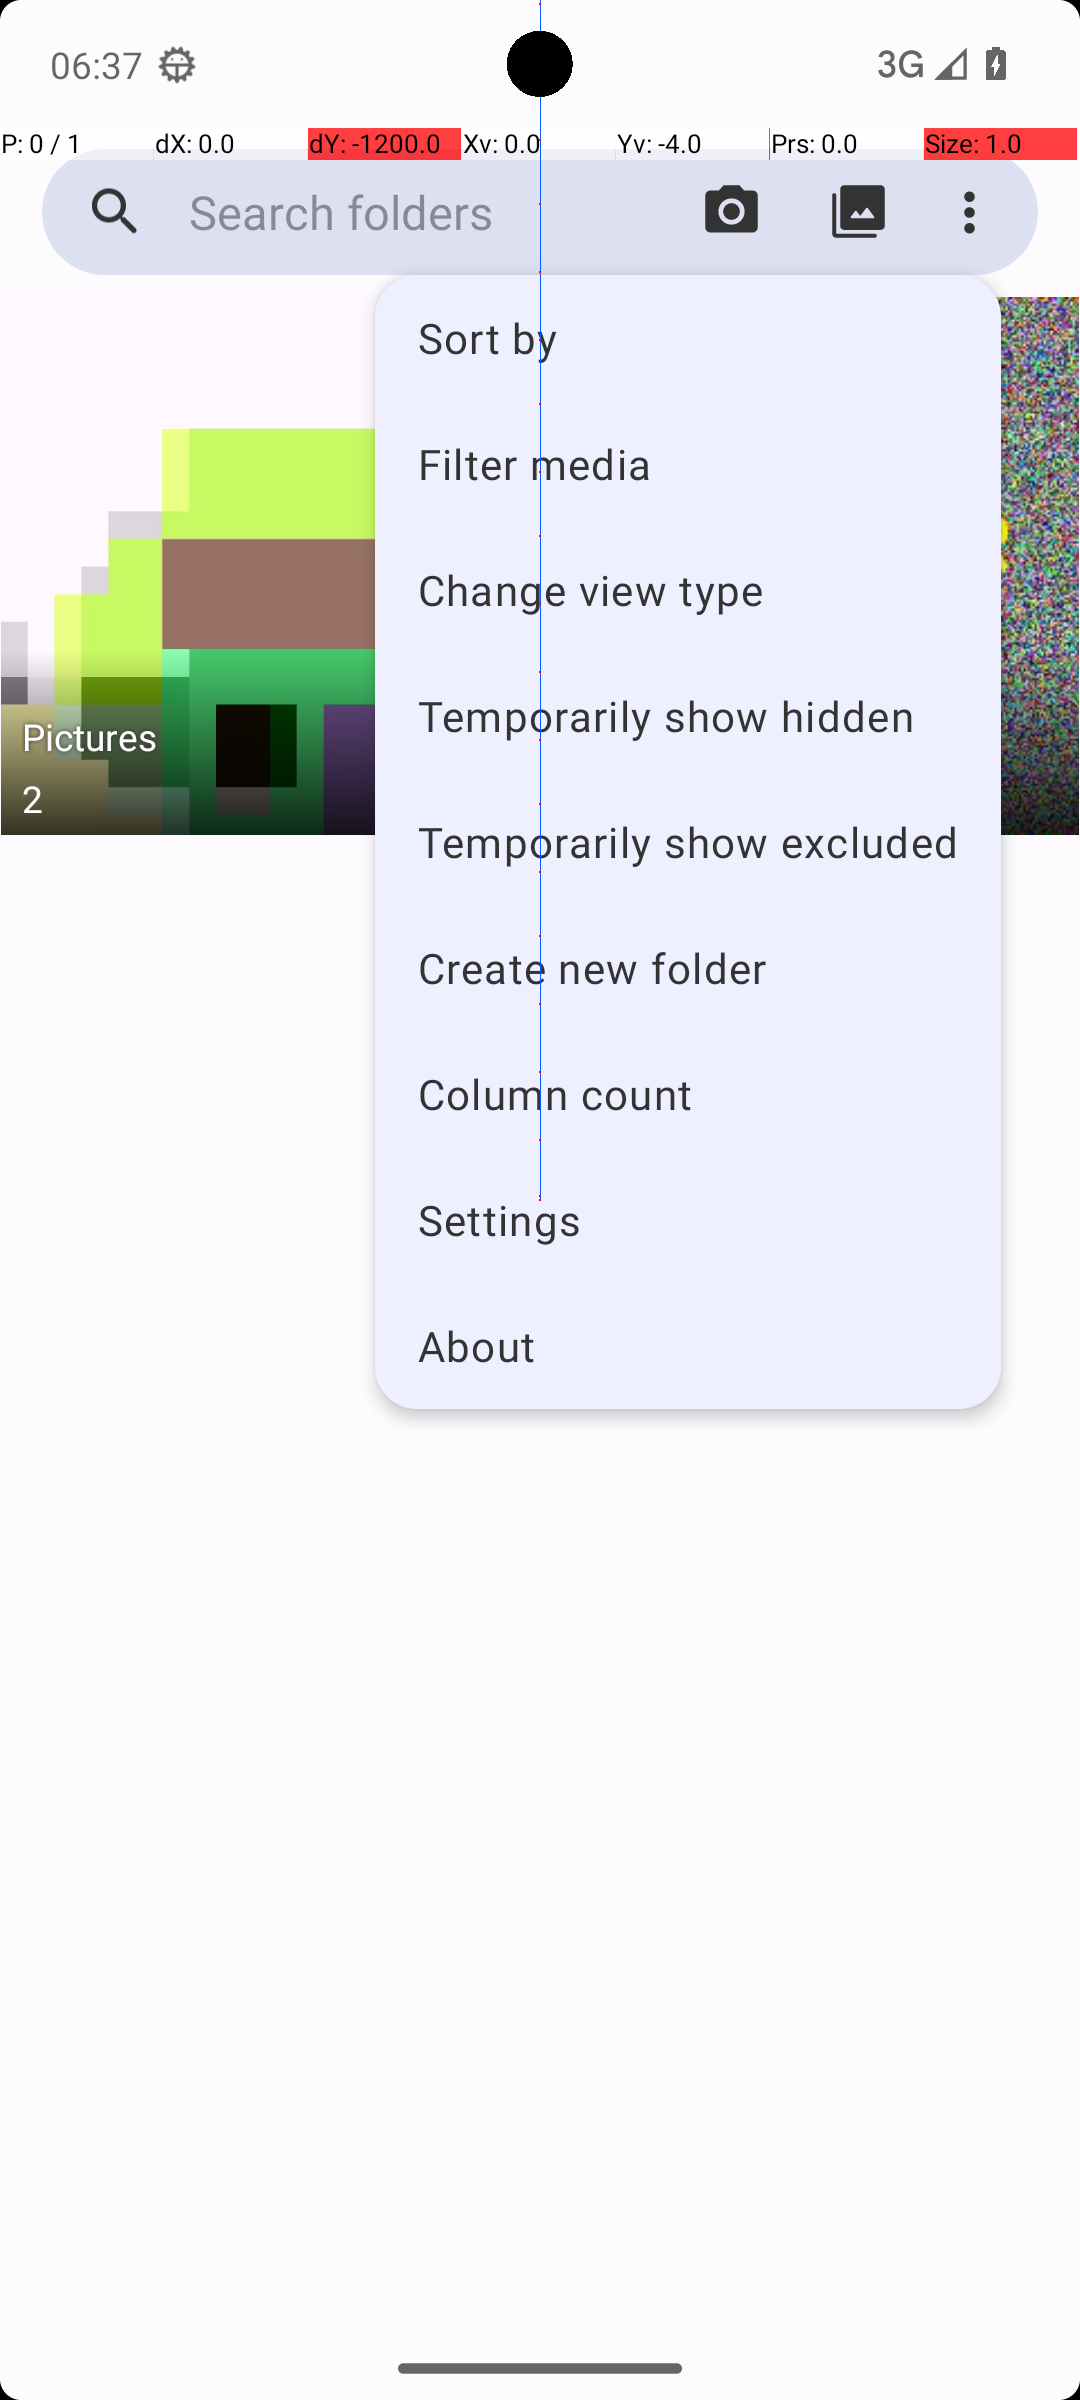 06:37
3G
P: 0 / 1 dX: 0.0 dY: -1200.0 Xv: 0.0 Yv: -4.0 Prs: 0.0 Size: 1.0
Search folders
Sort by
Filter media
Change view type
Temporarily show hidden
Temporarily show excluded
Create new folder
Column count
Settings
About
Pictures
2